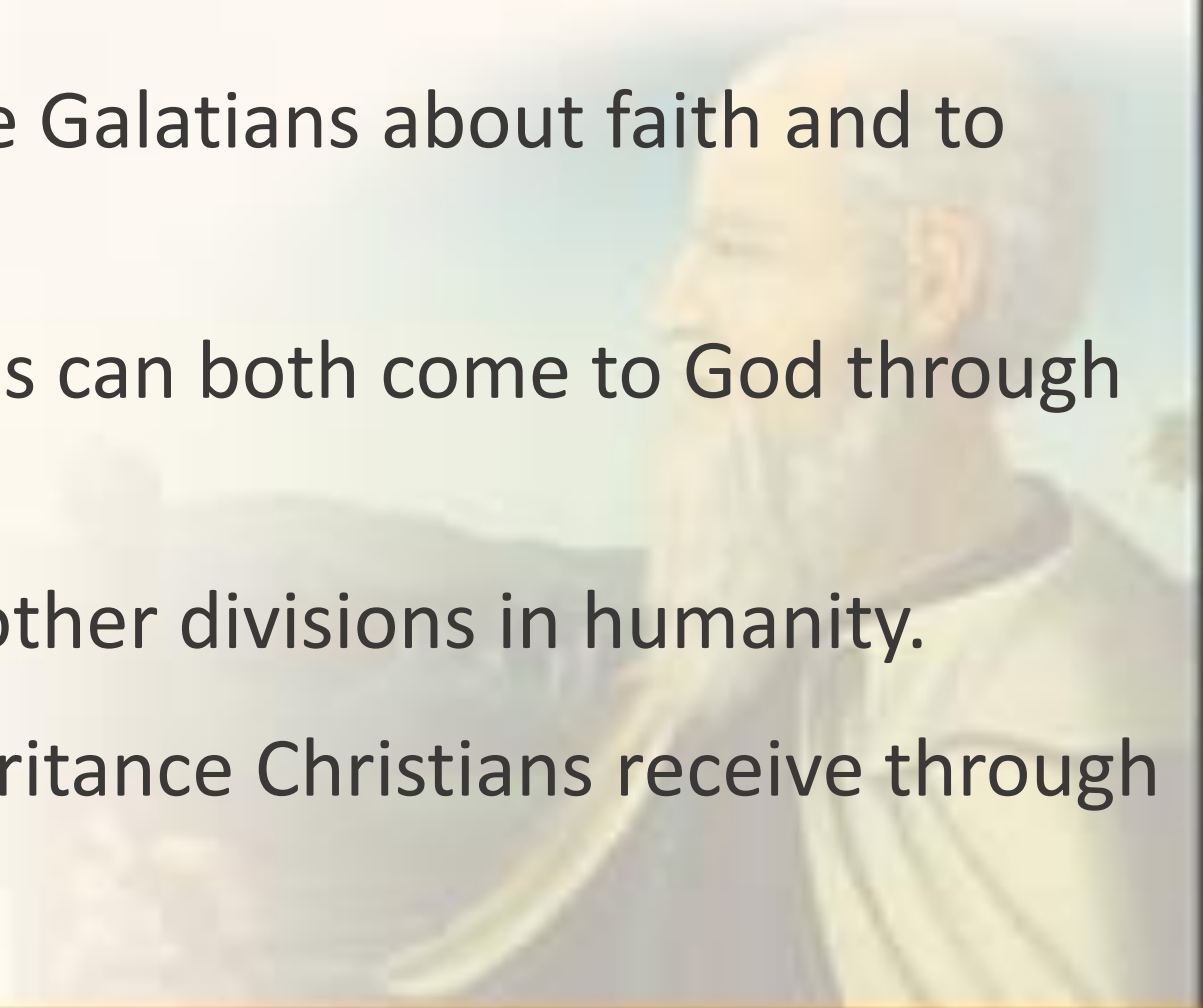 e Galatians about faith and to
s can both come to God through
other divisions in humanity.
ritance Christians receive through